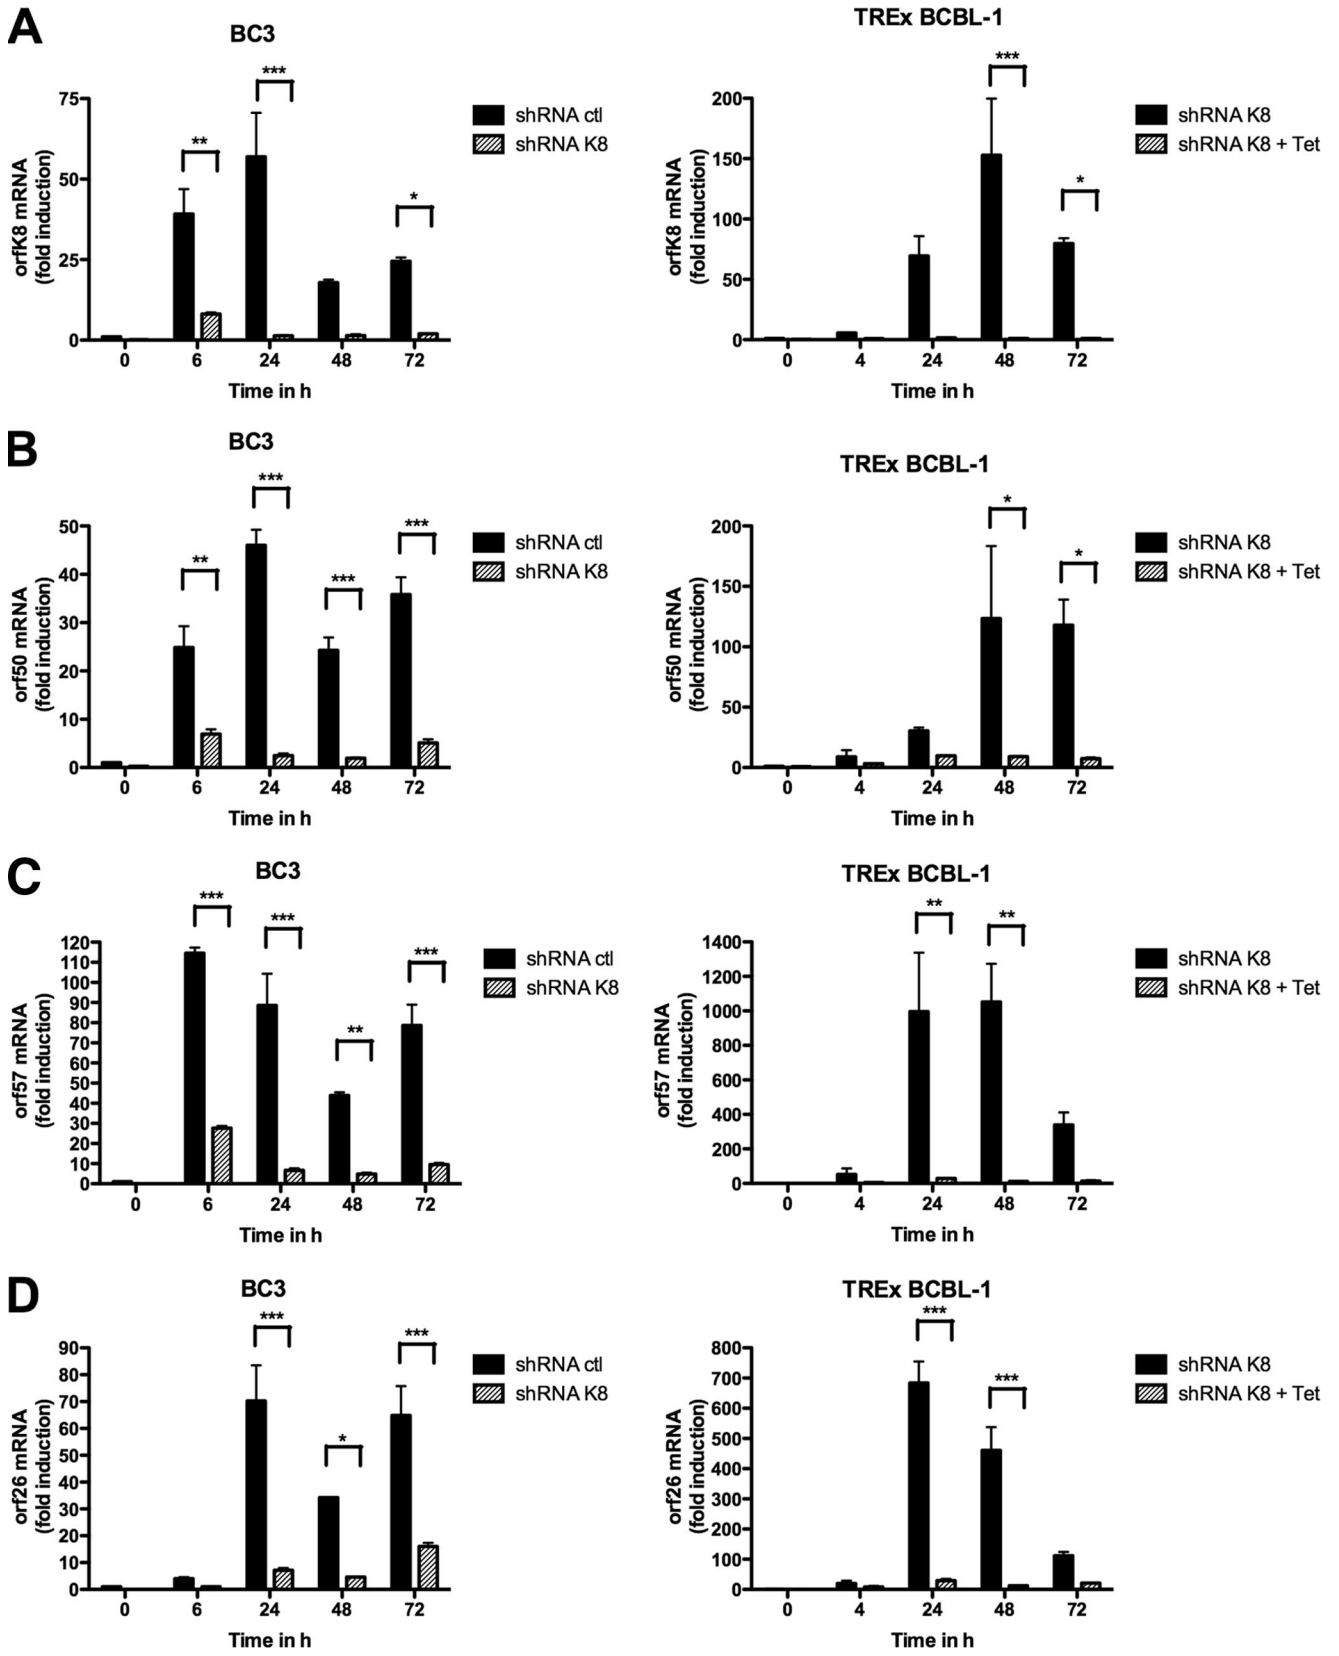 A
BC3
TREx BCBL-1
orfK8 mRNA
(fold induction)
75
50
25
0
**
***
*
shRNA ctl
shRNA K8
0 6 24 48 72
Time in h
orfK8 mRNA
(fold induction)
200
150
100
50
0
***
*
shRNA K8
shRNA K8 + Tet
0 4 24 48 72
Time in h
B
BC3
TREx BCBL-1
orf50 mRNA
(fold induction)
50
40
30
20
10
0
**
***
***
***
shRNA ctl
shRNA K8
0 6 24 48 72
Time in h
orf50 mRNA
(fold induction)
200
150
100
50
0
*
*
shRNA K8
shRNA K8 + Tet
0 4 24 48 72
Time in h
C
BC3
TREx BCBL-1
orf57 mRNA
(fold induction)
120
110
100
90
80
70
60
50
40
30
20
10
0
***
***
**
***
shRNA ctl
shRNA K8
0 6 24 48 72
Time in h
orf57 mRNA
(fold induction)
1400
1200
1000
800
600
400
200
0
**
**
shRNA K8
shRNA K8 + Tet
0 4 24 48 72
Time in h
D
BC3
TREx BCBL-1
orf26 mRNA
(fold induction)
90
80
70
60
50
40
30
20
10
0
***
*
***
shRNA ctl
shRNA K8
0 6 24 48 72
Time in h
orf26 mRNA
(fold induction)
800
700
600
500
400
300
200
100
0
***
***
shRNA K8
shRNA K8 + Tet
0 4 24 48 72
Time in h